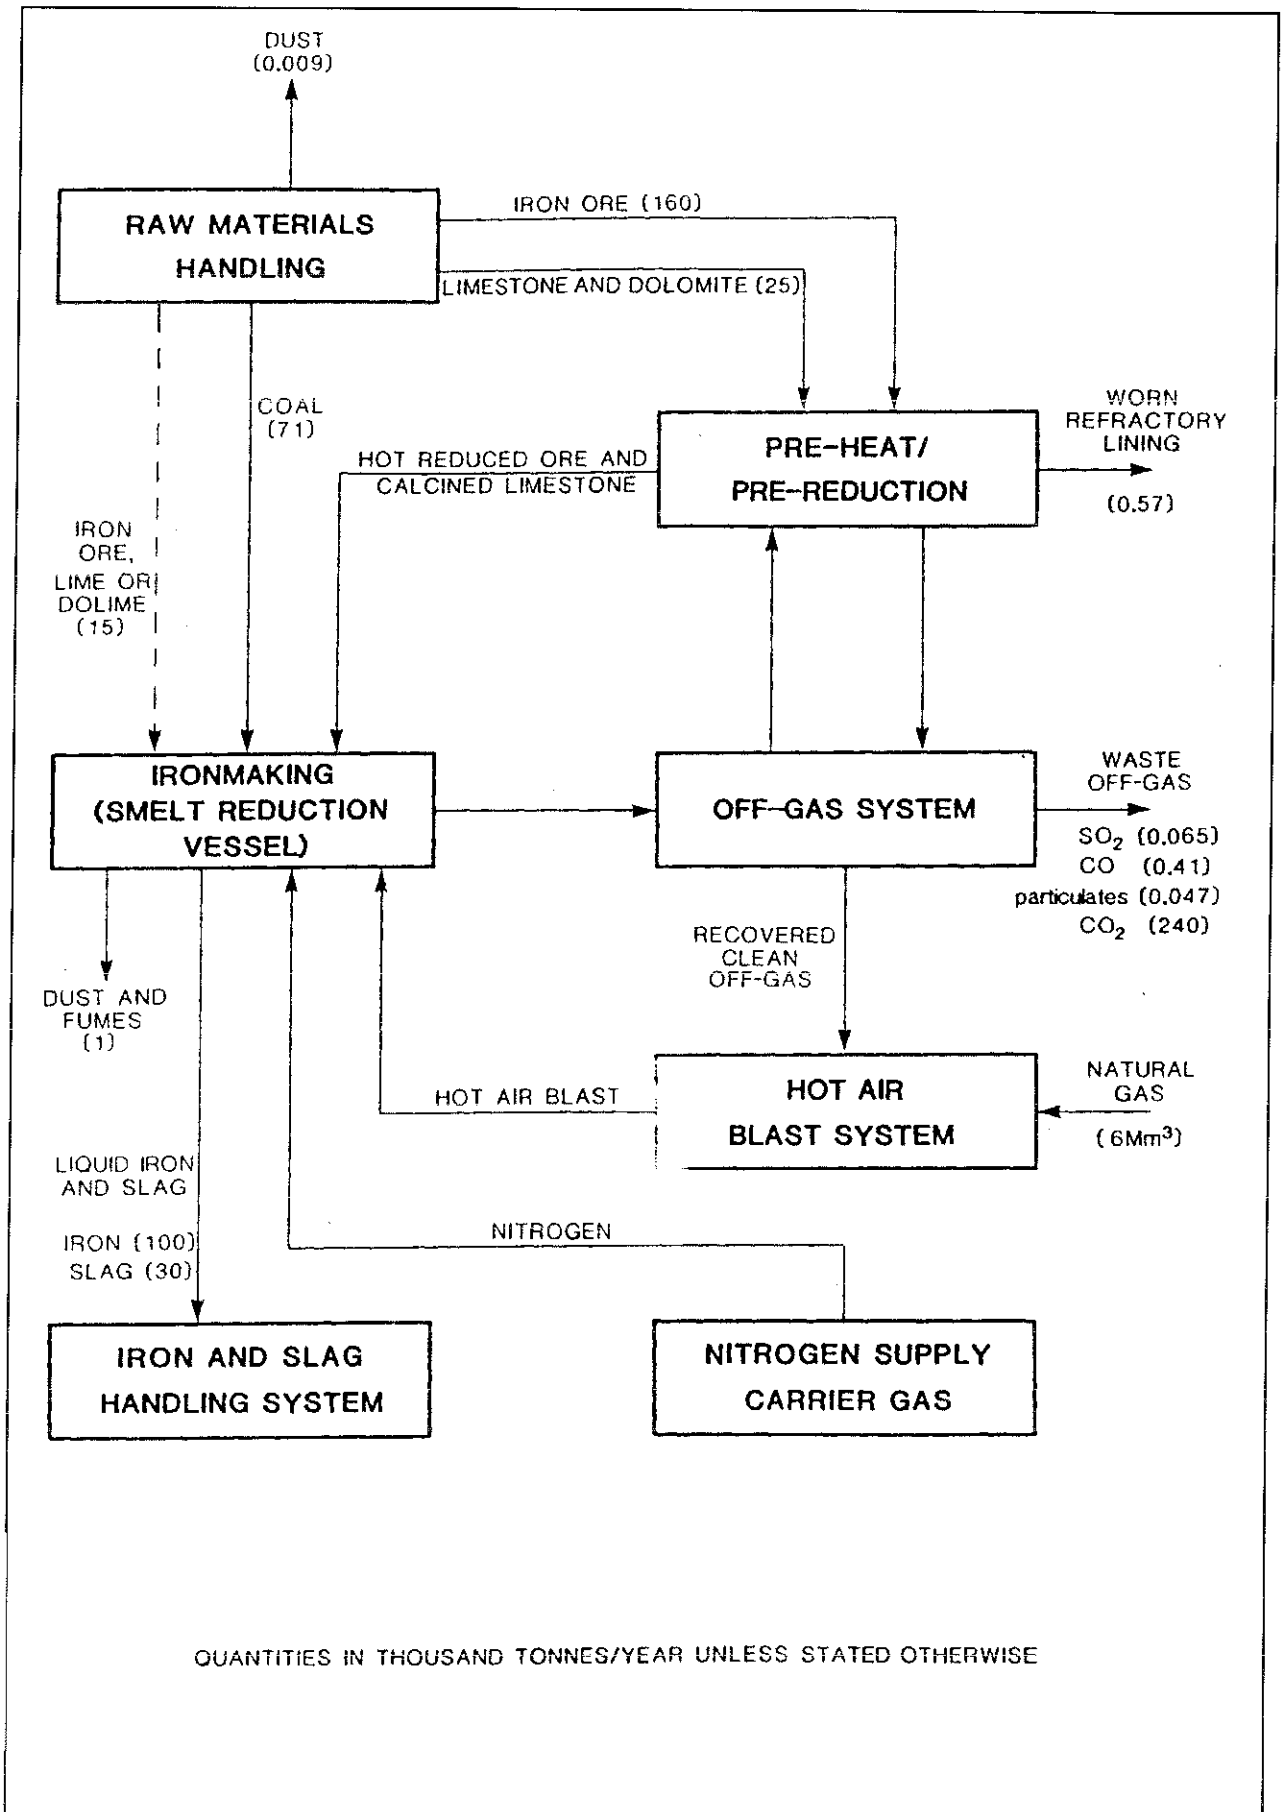 DUST
(0.009)
RAW MATERIALS
HANDLING
IRON ORE (160)
LIMESTONE AND DOLOMITE (25)
COAL
(71)
IRON
ORE,
LIME OR
DOLIME
(15)
HOT REDUCED ORE AND
CALCINED LIMESTONE
PRE-HEAT/
PRE-REDUCTION
WORN
REFRACTORY
LINING
(0.57)
IRONMAKING
(SMELT REDUCTION
VESSEL)
OFF-GAS SYSTEM
WASTE
OFF-GAS
SO₂ (0.065)
CO (0.41)
particulates (0.047)
CO₂ (240)
RECOVERED
CLEAN
OFF-GAS
DUST AND
FUMES
(1)
HOT AIR BLAST
HOT AIR
BLAST SYSTEM
NATURAL
GAS
(6Mm³)
LIQUID IRON
AND SLAG
IRON (100)
SLAG (30)
NITROGEN
IRON AND SLAG
HANDLING SYSTEM
NITROGEN SUPPLY
CARRIER GAS
QUANTITIES IN THOUSAND TONNES/YEAR UNLESS STATED OTHERWISE